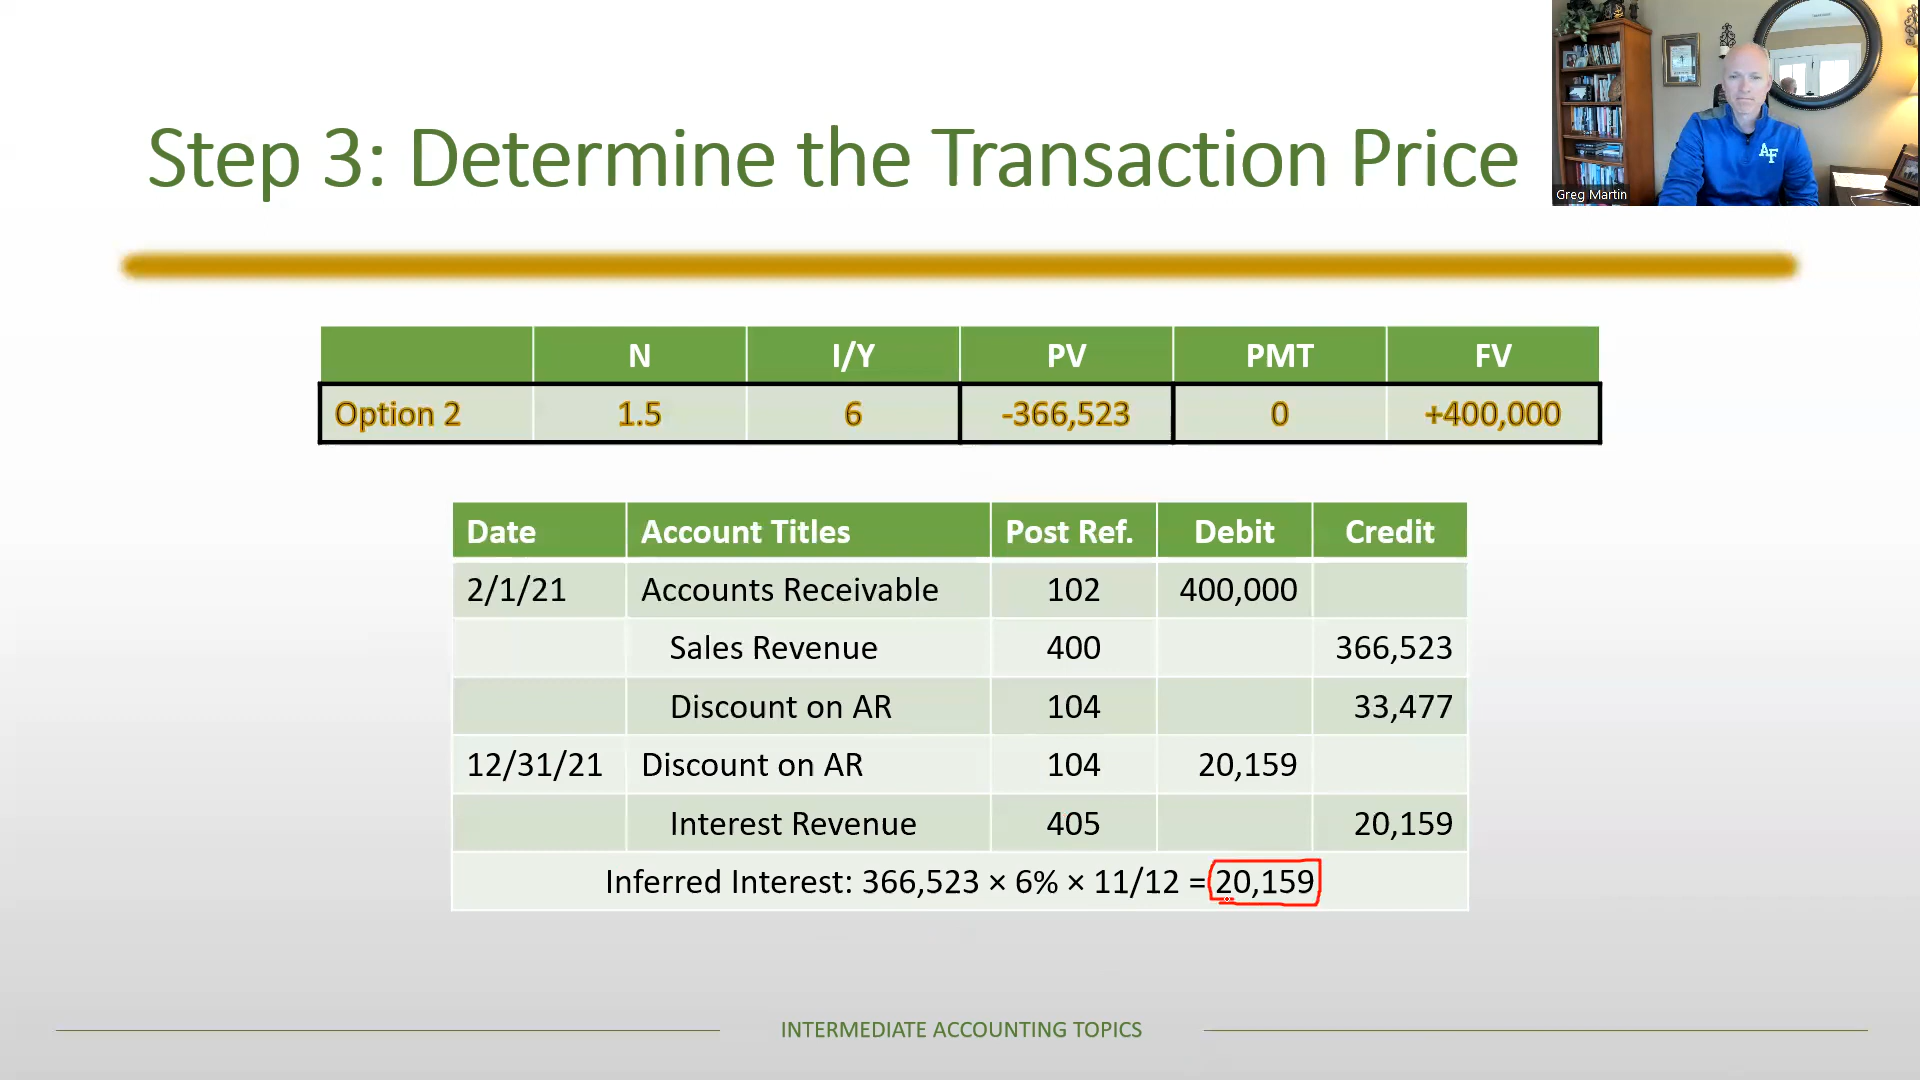 Step 3: Determine the Transaction Price
AF
Greg Martin
N I/Y PV PMT FV
Option 2 1.5 6 -366,523 0 +400,000
Date Account Titles Post Ref. Debit Credit
2/1/21 Accounts Receivable 102 400,000
Sales Revenue 400 366,523
Discount on AR 104 33,477
12/31/21 Discount on AR 104 20,159
Interest Revenue 405 20,159
Inferred Interest: 366,523 × 6% × 11/12 = 20,159
INTERMEDIATE ACCOUNTING TOPICS